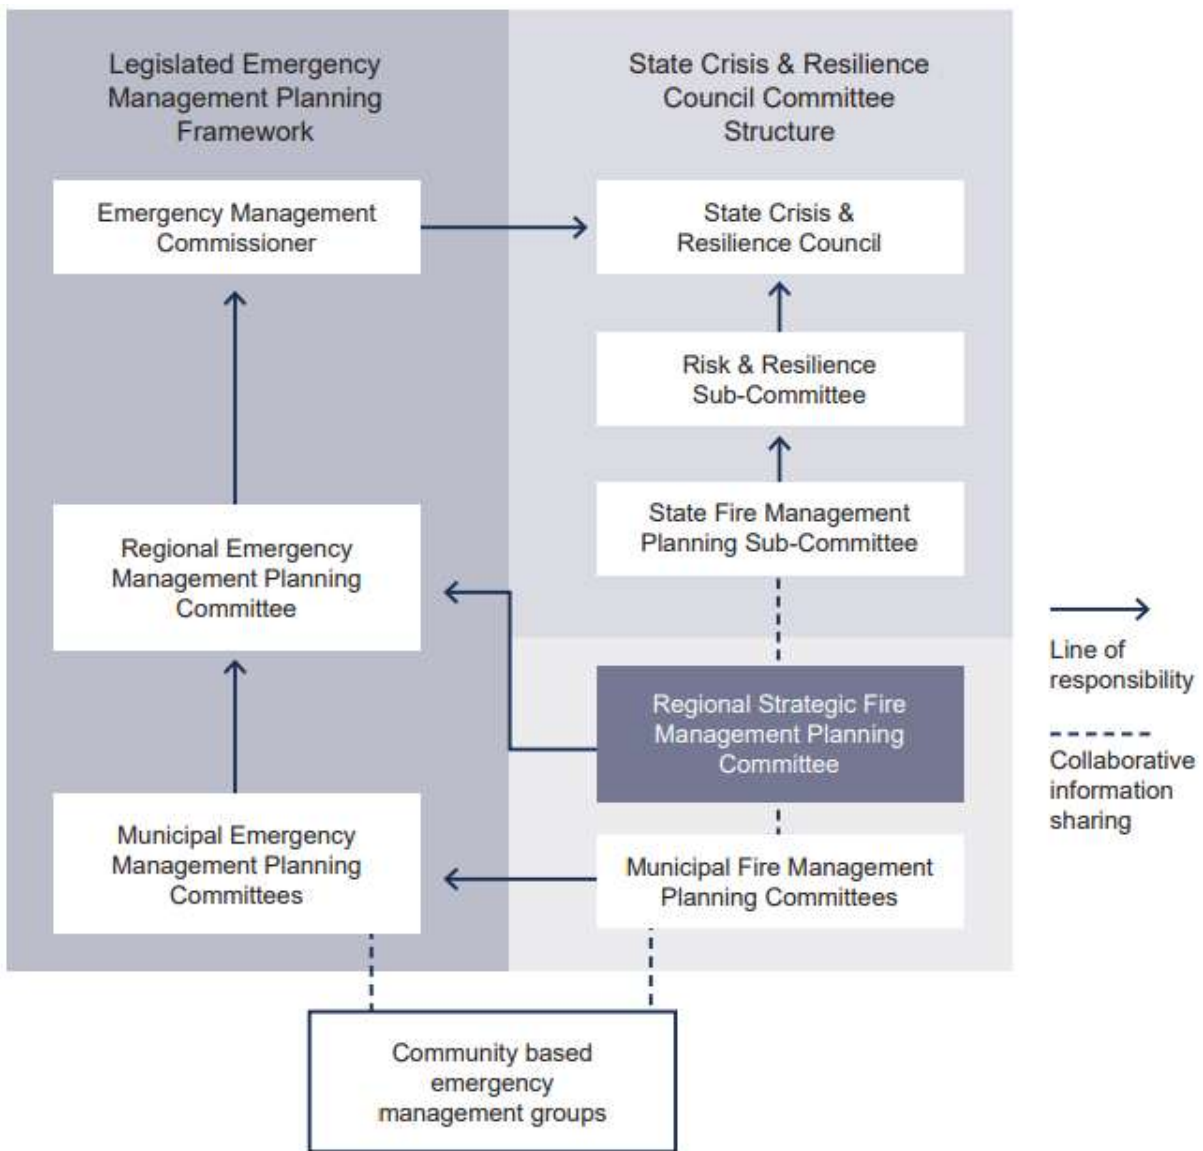 Legislated Emergency
Management Planning
Framework
State Crisis & Resilience
Council Committee
Structure
Emergency Management
Commissioner
State Crisis &
Resilience Council
Risk & Resilience
Sub-Committee
State Fire Management
Planning Sub-Committee
Regional Emergency
Management Planning
Committee
Regional Strategic Fire
Management Planning
Committee
Municipal Emergency
Management Planning
Committees
Municipal Fire Management
Planning Committees
Community based
emergency
management groups
Line of
responsibility
Collaborative
information
sharing